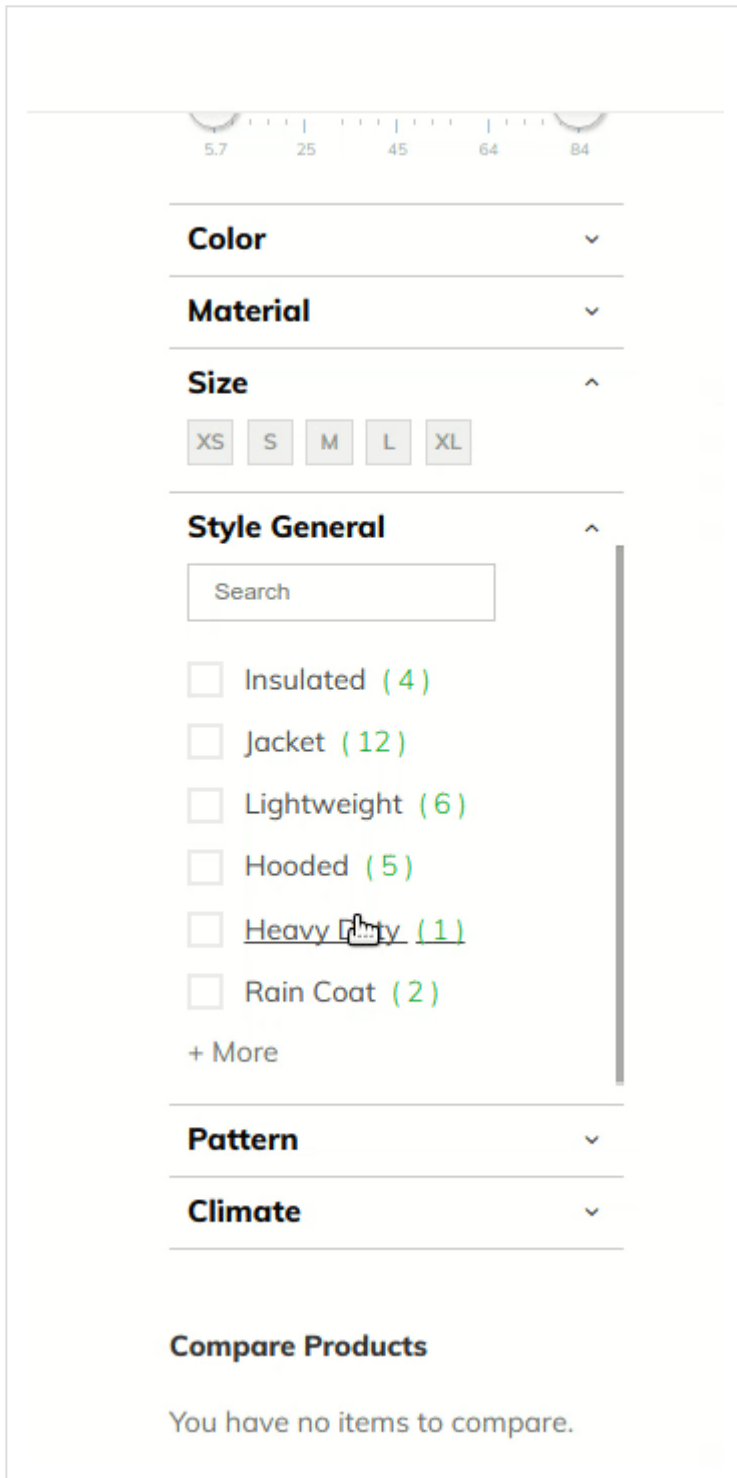 5.7 25 45 64 84
Color
Material
Size
XS S M L XL
Style General
Search
Insulated ( 4 )
Jacket ( 12 )
Lightweight ( 6 )
Hooded ( 5 )
Heavy Duty ( 1 )
Rain Coat ( 2 )
+ More
Pattern
Climate
Compare Products
You have no items to compare.